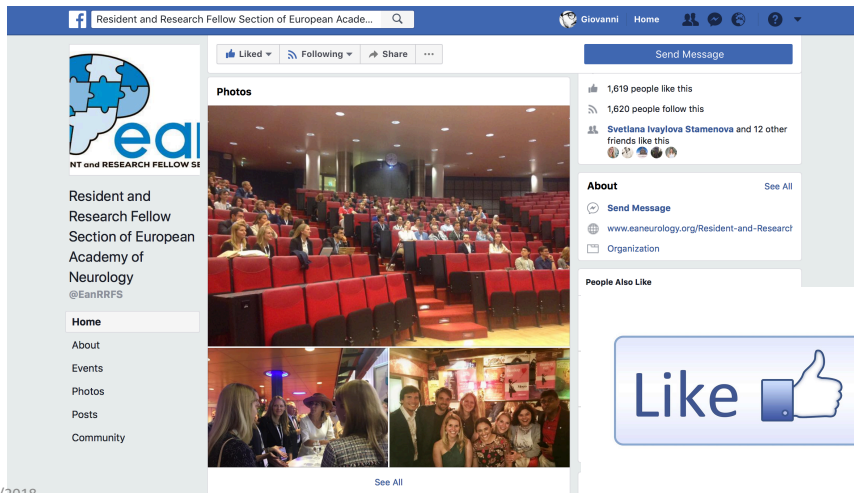 Resident and Research Fellow Section of European Acade...
Giovanni
Home
ean
NT and RESEARCH FELLOW SE
Resident and
Research Fellow
Section of European
Academy of
Neurology
@EanRRFS
Home
About
Events
Photos
Posts
Community
Liked
Following
Share
Photos
See All
Send Message
1,619 people like this
1,620 people follow this
Svetlana Ivaylova Stamenova and 12 other
friends like this
About
See All
Send Message
www.eaneurology.org/Resident-and-Research
Organization
People Also Like
Like
/2018